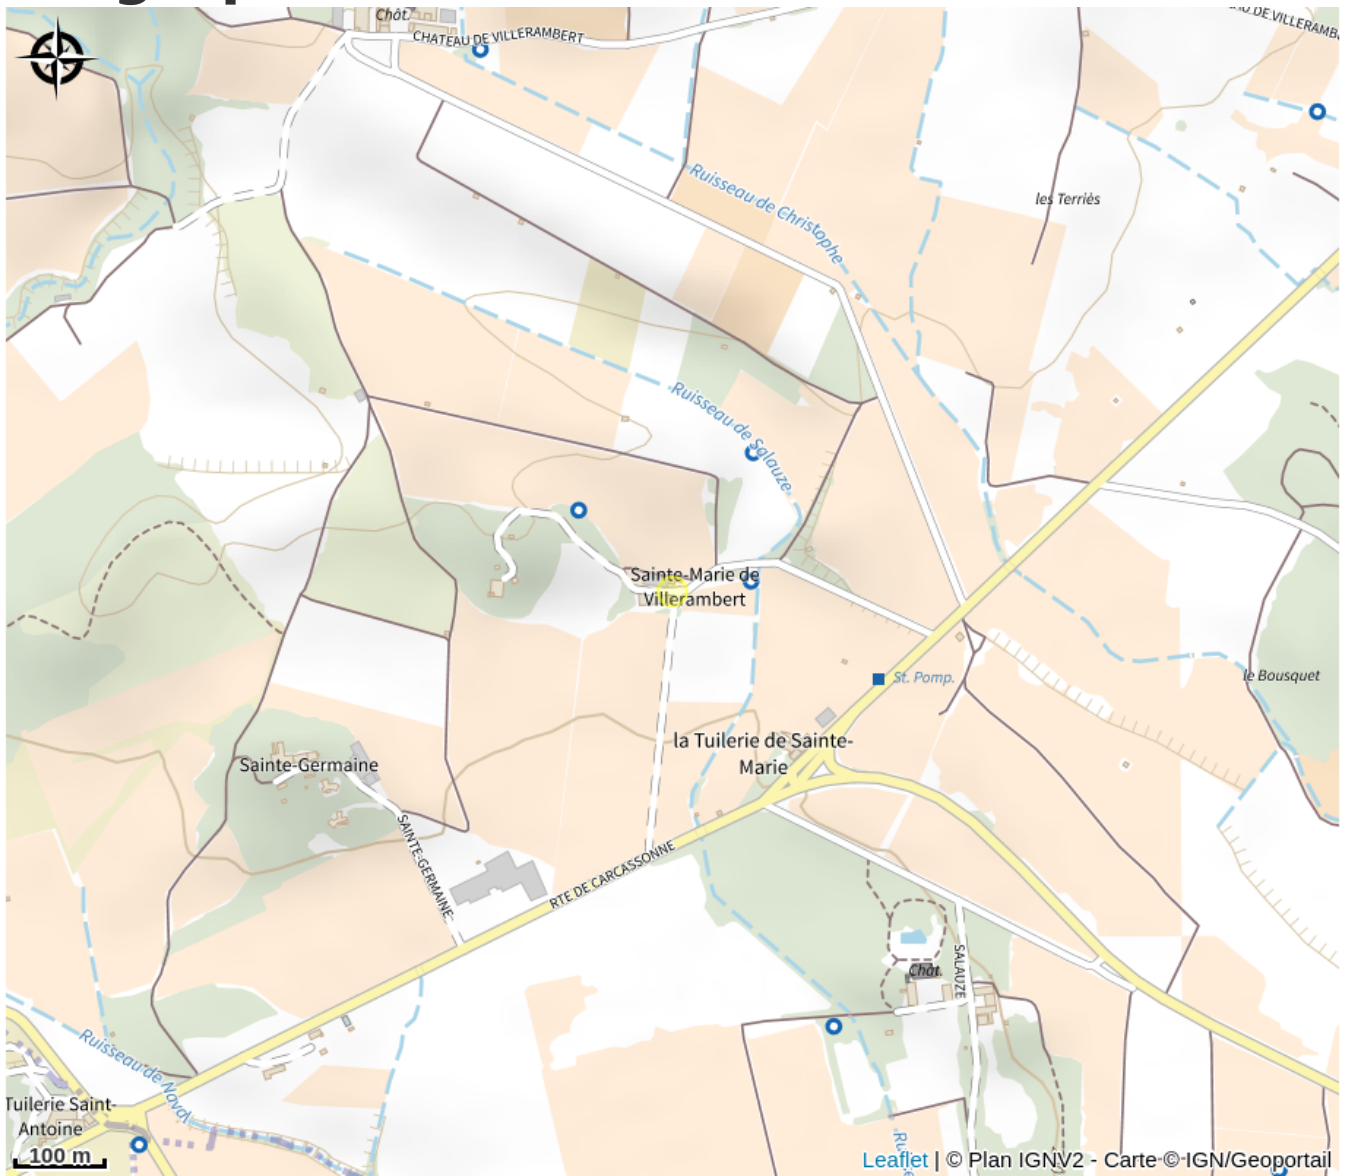 Chât.
CHATEAU DE VILLERAMBERT
Ruisseau de Christophe
les Terriès
Ruisseau de Salauze
Sainte-Marie de
Villerambert
St. Pomp.
le Bousquet
la Tuilerie de Sainte-
Marie
Sainte-Germaine
SAINTE-GERMAINE
RTE DE CARCASSONNE
Chât.
SALAUZE
Ruisseau de Naval
Tuilerie Saint-
Antoine
100 m
Leaflet | © Plan IGNV2 - Carte © IGN/Geoportail